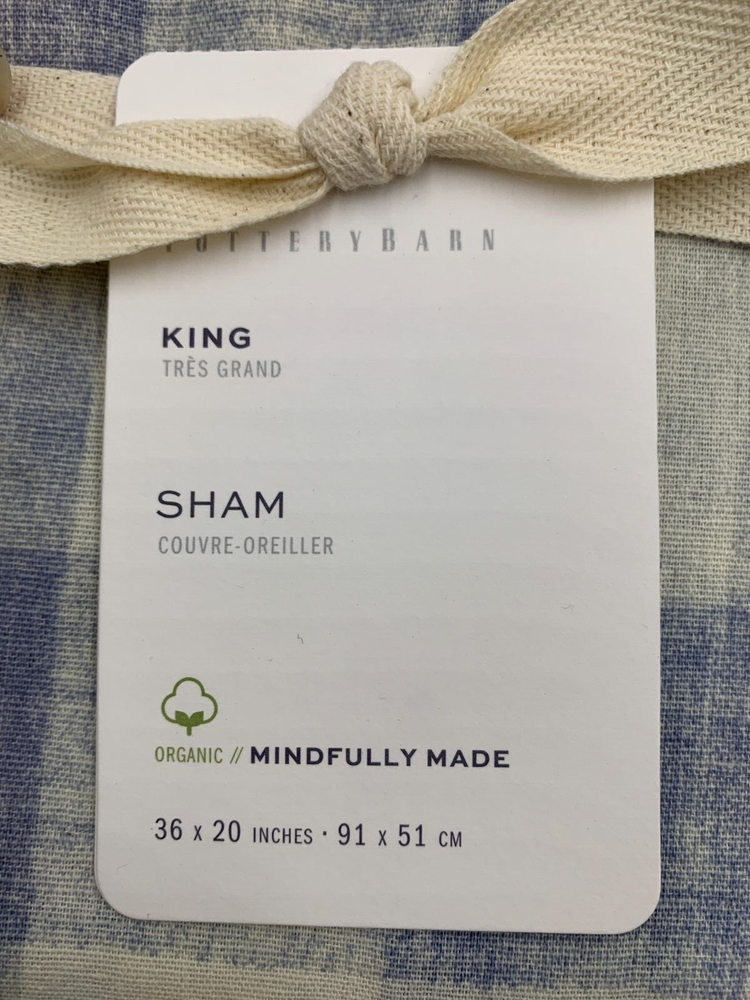 POTTERYBARN
KING
TRÈS GRAND
SHAM
COUVRE-OREILLER
ORGANIC // MINDFULLY MADE
36 x 20 INCHES · 91 x 51 CM